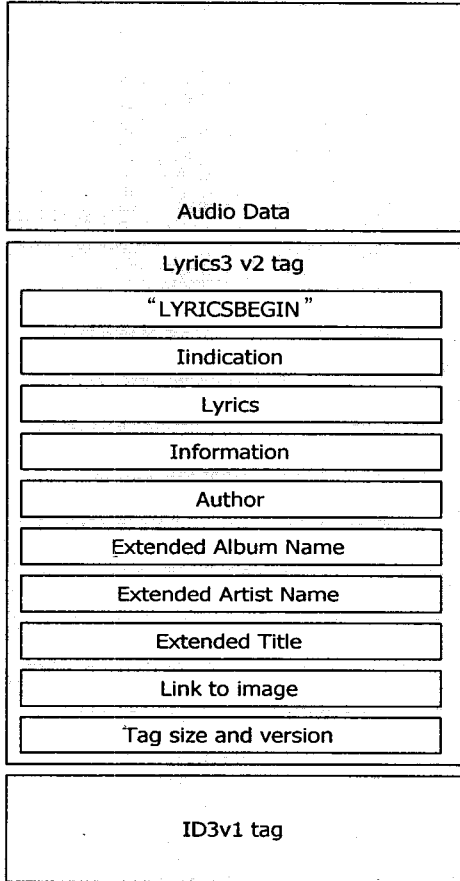 Audio Data
Lyrics3 v2 tag
“LYRICSBEGIN”
Iindication
Lyrics
Information
Author
Extended Album Name
Extended Artist Name
Extended Title
Link to image
Tag size and version
ID3v1 tag